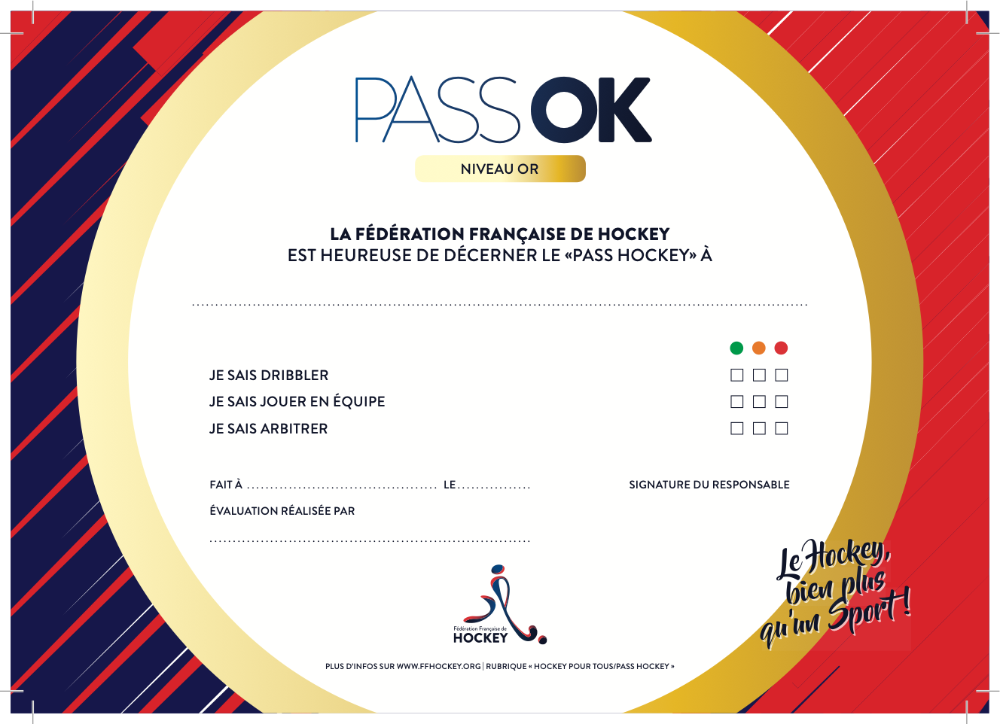 PASS OK
NIVEAU OR
LA FÉDÉRATION FRANÇAISE DE HOCKEY
EST HEUREUSE DE DÉCERNER LE «PASS HOCKEY» À
JE SAIS DRIBBLER
JE SAIS JOUER EN ÉQUIPE
JE SAIS ARBITRER
FAIT À ........................................ LE................ SIGNATURE DU RESPONSABLE
ÉVALUATION RÉALISÉE PAR
Le Hockey,
bien plus
qu'un Sport !
Fédération Française de
HOCKEY
PLUS D'INFOS SUR WWW.FFHOCKEY.ORG | RUBRIQUE « HOCKEY POUR TOUS/PASS HOCKEY »